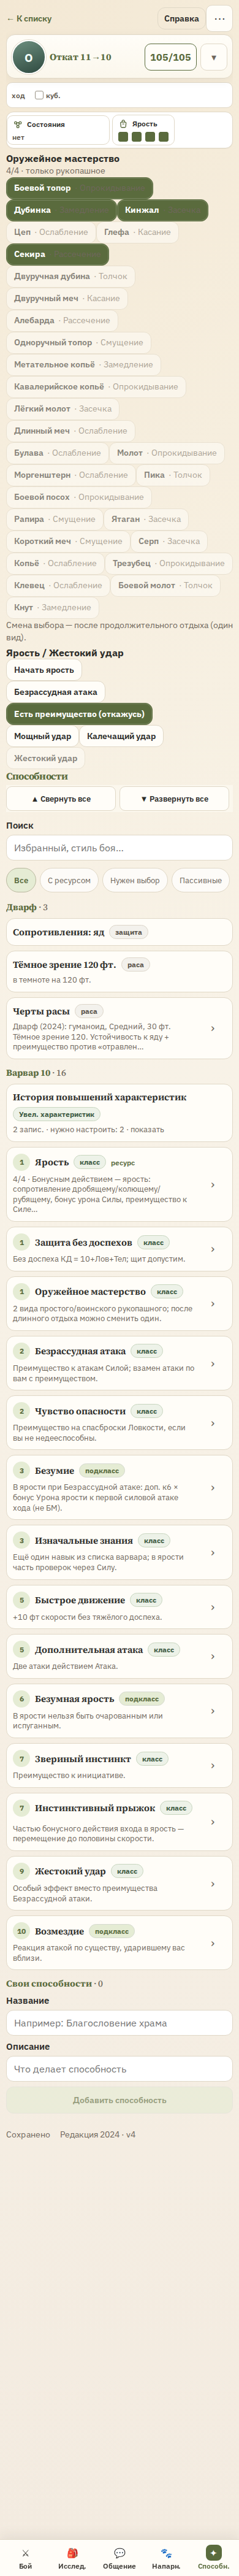 ← К списку
Справка
⋯
О
Откат 11→10
105/105
▾
ход
куб.
Состояния
нет
Ярость
Оружейное мастерство
4/4 · только рукопашное
Боевой топор
Дубинка
Кинжал
Цеп · Ослабление
Глефа · Касание
Секира
Двуручная дубина · Толчок
Двуручный меч · Касание
Алебарда · Рассечение
Одноручный топор · Смущение
Метательное копьё · Замедление
Кавалерийское копьё · Опрокидывание
Лёгкий молот · Засечка
Длинный меч · Ослабление
Булава · Ослабление
Молот · Опрокидывание
Моргенштерн · Ослабление
Пика · Толчок
Боевой посох · Опрокидывание
Рапира · Смущение
Ятаган · Засечка
Короткий меч · Смущение
Серп · Засечка
Копьё · Ослабление
Трезубец · Опрокидывание
Клевец · Ослабление
Боевой молот · Толчок
Кнут · Замедление
Смена выбора — после продолжительного отдыха (один
вид).
Ярость / Жестокий удар
Начать ярость
Безрассудная атака
Есть преимущество (откажусь)
Мощный удар
Калечащий удар
Жестокий удар
Способности
▲ Свернуть все
▼ Развернуть все
Поиск
Избранный, стиль боя…
Все
С ресурсом
Нужен выбор
Пассивные
Дварф · 3
Сопротивления: яд
защита
Тёмное зрение 120 фт.
раса
в темноте на 120 фт.
Черты расы
раса
Дварф (2024): гуманоид, Средний, 30 фт.
Тёмное зрение 120. Устойчивость к яду +
преимущество против «отравлен…
Варвар 10 · 16
История повышений характеристик
Увел. характеристик
2 запис. · нужно настроить: 2 · показать
1
Ярость
класс
ресурс
4/4 · Бонусным действием — ярость:
сопротивление дробящему/колющему/
рубящему, бонус урона Силы, преимущество к
Силе…
1
Защита без доспехов
класс
Без доспеха КД = 10+Лов+Тел; щит допустим.
1
Оружейное мастерство
класс
2 вида простого/воинского рукопашного; после
длинного отдыха можно сменить один.
2
Безрассудная атака
класс
Преимущество к атакам Силой; взамен атаки по
вам с преимуществом.
2
Чувство опасности
класс
Преимущество на спасброски Ловкости, если
вы не недееспособны.
3
Безумие
подкласс
В ярости при Безрассудной атаке: доп. к6 ×
бонус Урона ярости к первой силовой атаке
хода (не БМ).
3
Изначальные знания
класс
Ещё один навык из списка варвара; в ярости
часть проверок через Силу.
5
Быстрое движение
класс
+10 фт скорости без тяжёлого доспеха.
5
Дополнительная атака
класс
Две атаки действием Атака.
6
Безумная ярость
подкласс
В ярости нельзя быть очарованным или
испуганным.
7
Звериный инстинкт
класс
Преимущество к инициативе.
7
Инстинктивный прыжок
класс
Частью бонусного действия входа в ярость —
перемещение до половины скорости.
9
Жестокий удар
класс
Особый эффект вместо преимущества
Безрассудной атаки.
10
Возмездие
подкласс
Реакция атакой по существу, ударившему вас
вблизи.
Свои способности · 0
Название
Например: Благословение храма
Описание
Что делает способность
Добавить способность
Сохранено
Редакция 2024 · v4
Бой
Исслед.
Общение
Напарн.
Способн.